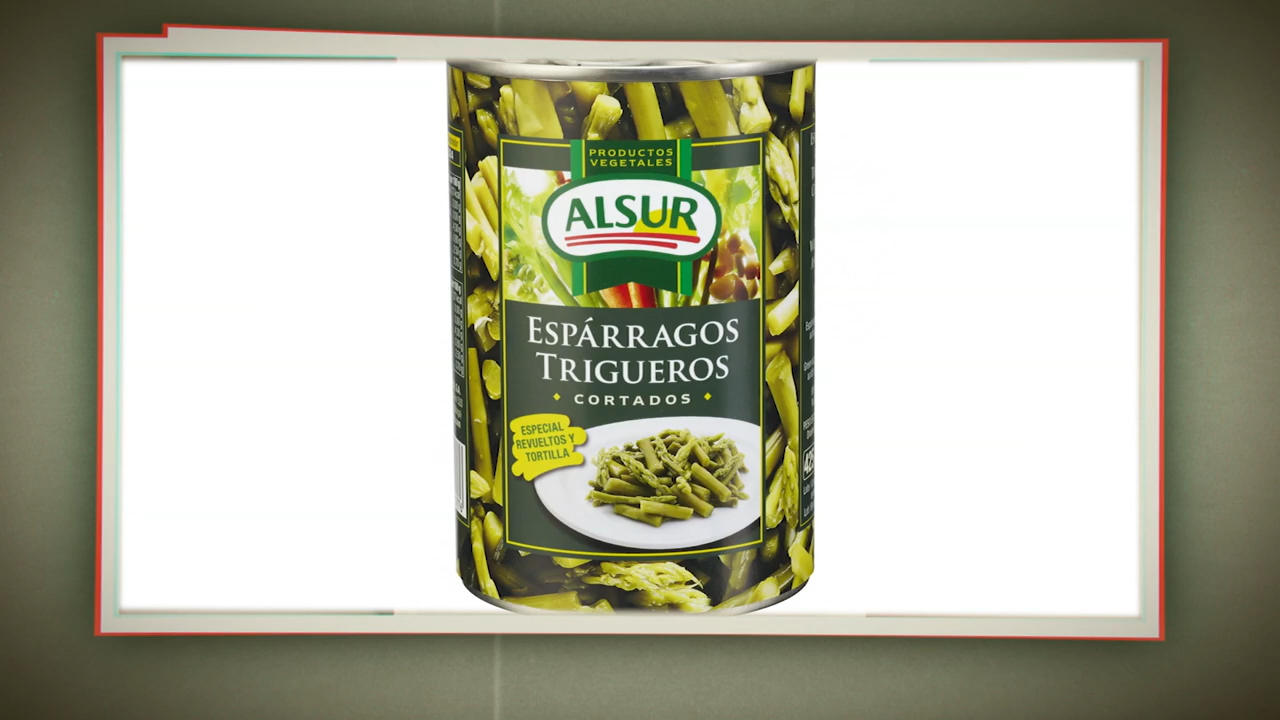 PRODUCTOS
VEGETALES
ALSUR
ESPÁRRAGOS
TRIGUEROS
CORTADOS
ESPECIAL
REVUELTOS Y
TORTILLA